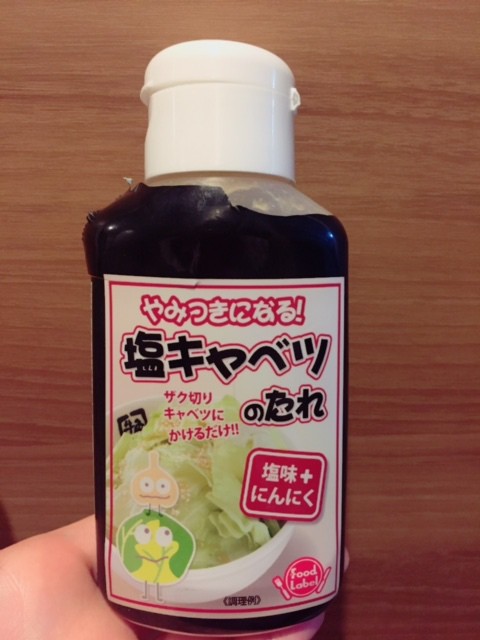 やみつきになる!
塩キャベツ
のたれ
ザク切り
キャベツに
かけるだけ!!
塩味+
にんにく
Food
Label
《調理例》